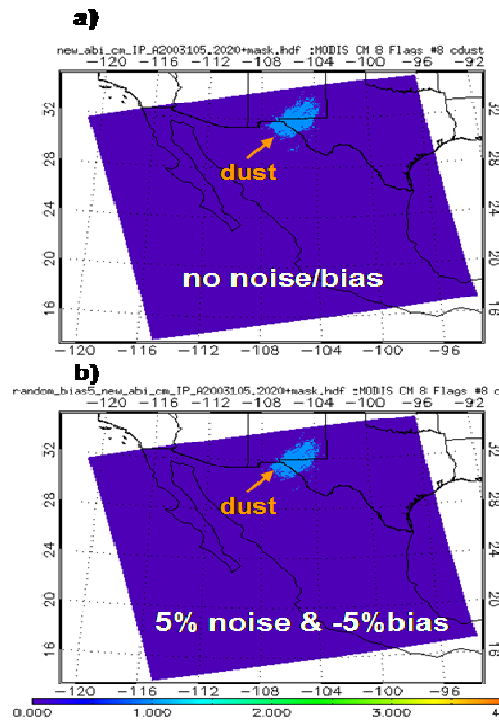 a)
new_abi_cm_IP_A2003105.2020+mask.hdf ;MODIS CM 8 Flags #8 cdust
−120 −116 −112 −108 −104 −100 −96 −92
32
28
24
20
16
32
28
24
20
16
dust
no noise/bias
−120 −116 −112 −108 −104 −100 −96
b)
random_bias5_new_abi_cm_IP_A2003105.2020+mask.hdf ;MODIS CM 8 Flags #8 c
−120 −116 −112 −108 −104 −100 −96 −92
32
28
24
20
16
32
28
24
20
16
dust
5% noise & -5%bias
−120 −116 −112 −108 −104 −100 −96
0.000 1.000 2.000 3.000 4